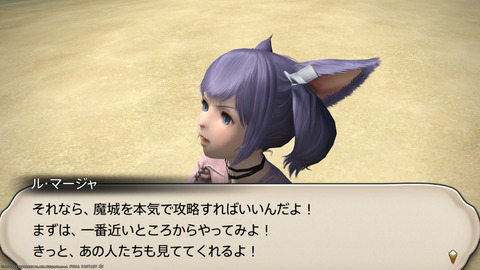 ル・マージャ
それなら、魔城を本気で攻略すればいいんだよ！
まずは、一番近いところからやってみよ！
きっと、あの人たちも見ててくれるよ！
FINAL FANTASY XIV